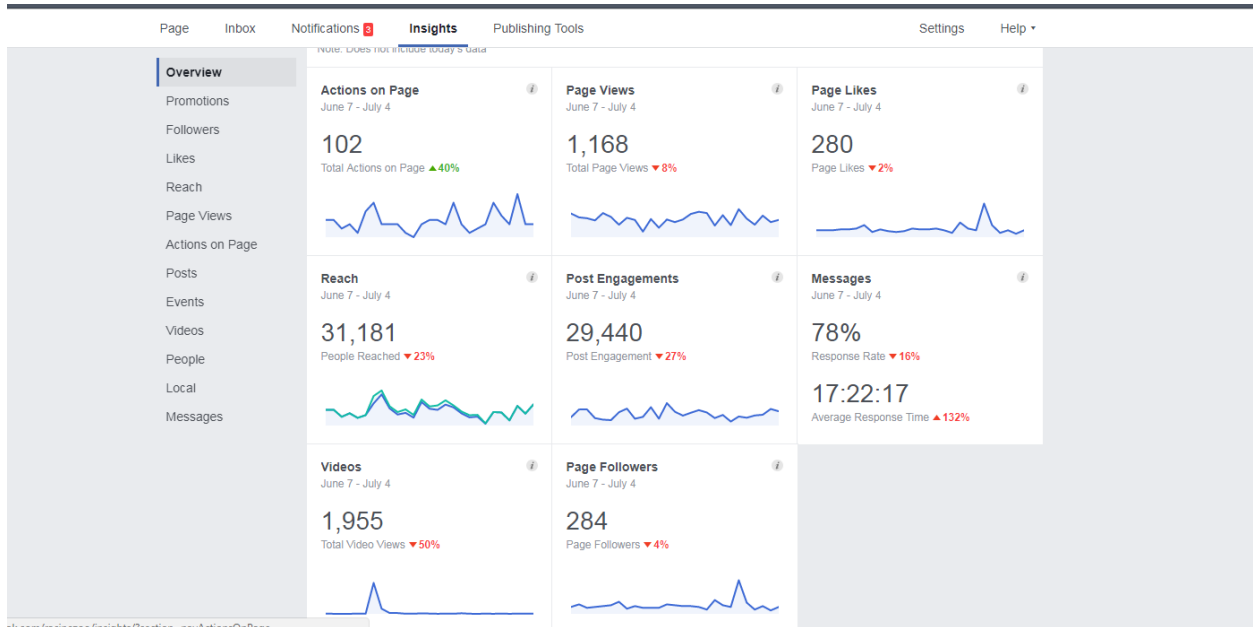 Page Inbox Notifications 3 Insights Publishing Tools Settings Help
Note: Does not include today's data
Overview
Promotions
Followers
Likes
Reach
Page Views
Actions on Page
Posts
Events
Videos
People
Local
Messages
Actions on Page
June 7 - July 4
102
Total Actions on Page ▲40%
Page Views
June 7 - July 4
1,168
Total Page Views ▼8%
Page Likes
June 7 - July 4
280
Page Likes ▼2%
Reach
June 7 - July 4
31,181
People Reached ▼23%
Post Engagements
June 7 - July 4
29,440
Post Engagement ▼27%
Messages
June 7 - July 4
78%
Response Rate ▼16%
17:22:17
Average Response Time ▲132%
Videos
June 7 - July 4
1,955
Total Video Views ▼50%
Page Followers
June 7 - July 4
284
Page Followers ▼4%